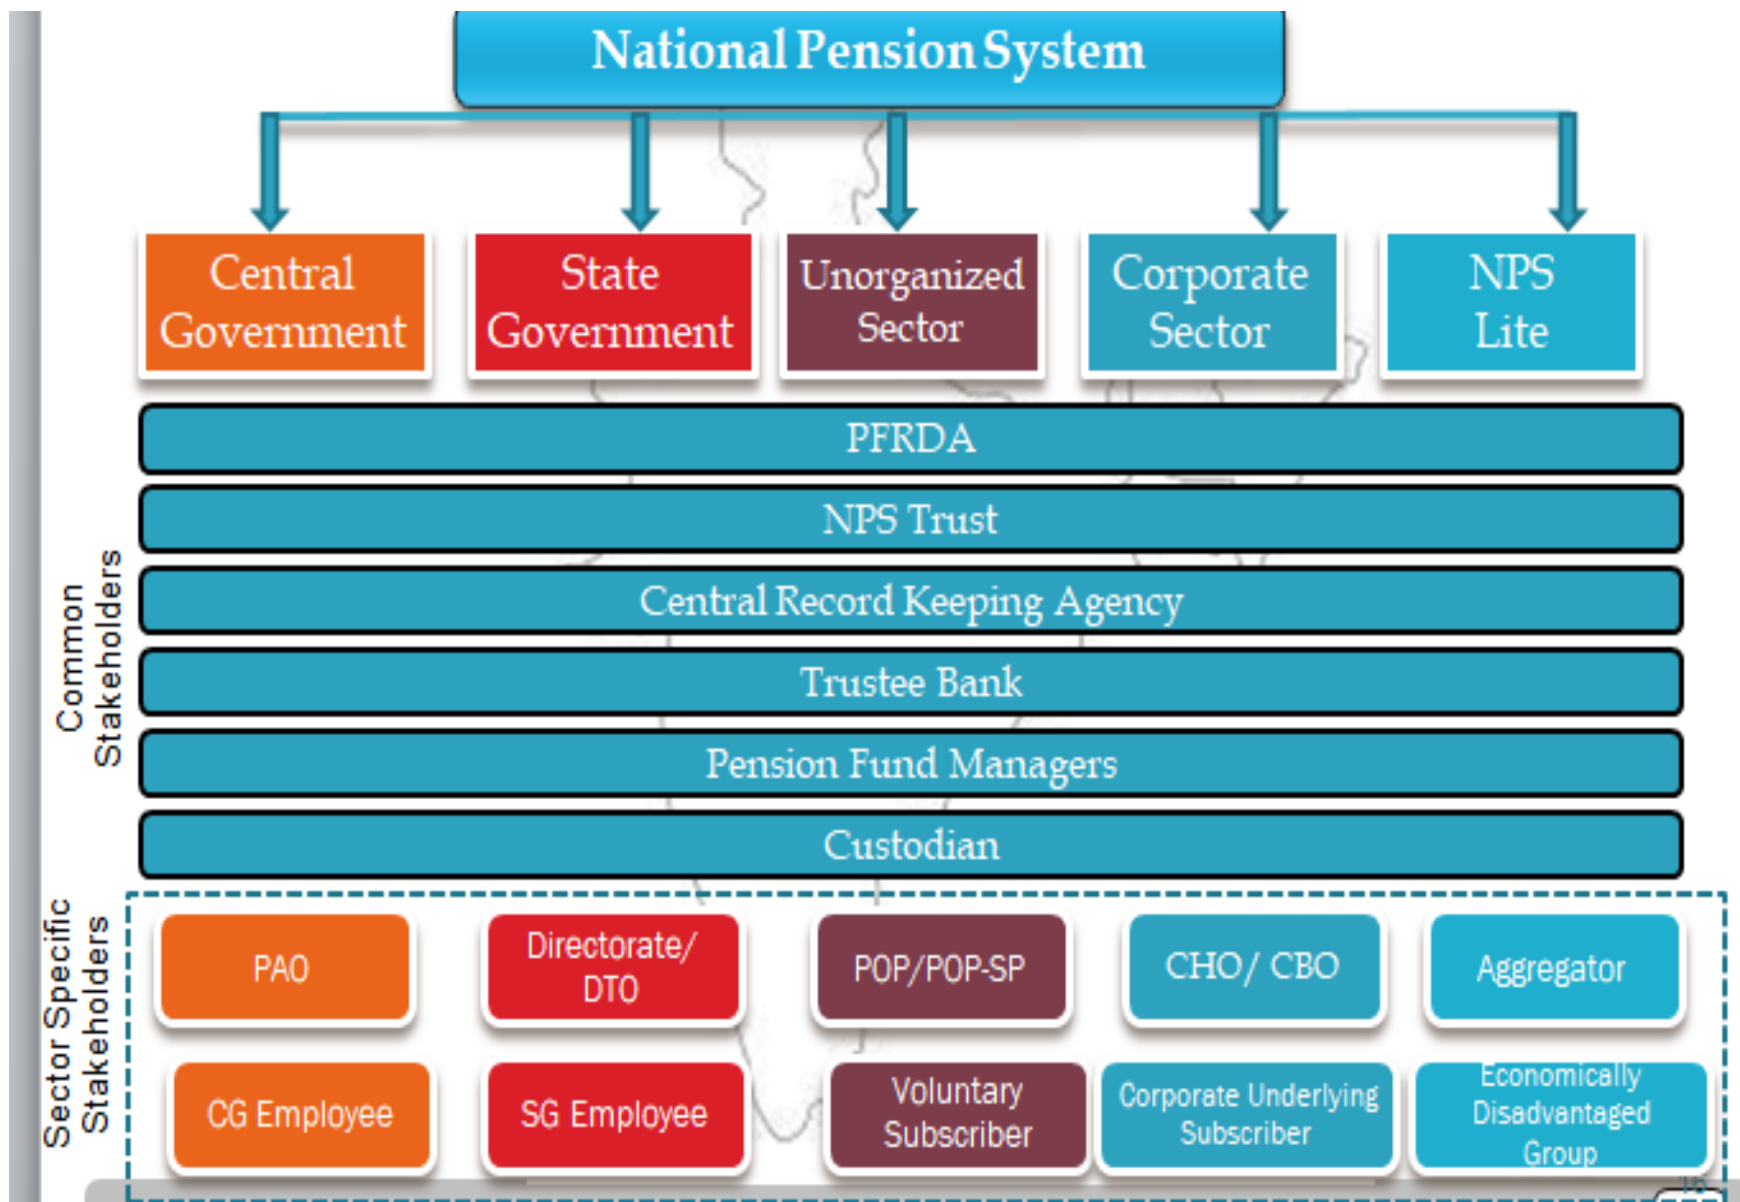 National Pension System
Central
Government
State
Government
Unorganized
Sector
Corporate
Sector
NPS
Lite
PFRDA
NPS Trust
Central Record Keeping Agency
Trustee Bank
Pension Fund Managers
Custodian
Common
Stakeholders
PAO
Directorate/
DTO
POP/POP-SP
CHO/ CBO
Aggregator
CG Employee
SG Employee
Voluntary
Subscriber
Corporate Underlying
Subscriber
Economically
Disadvantaged
Group
Sector Specific
Stakeholders